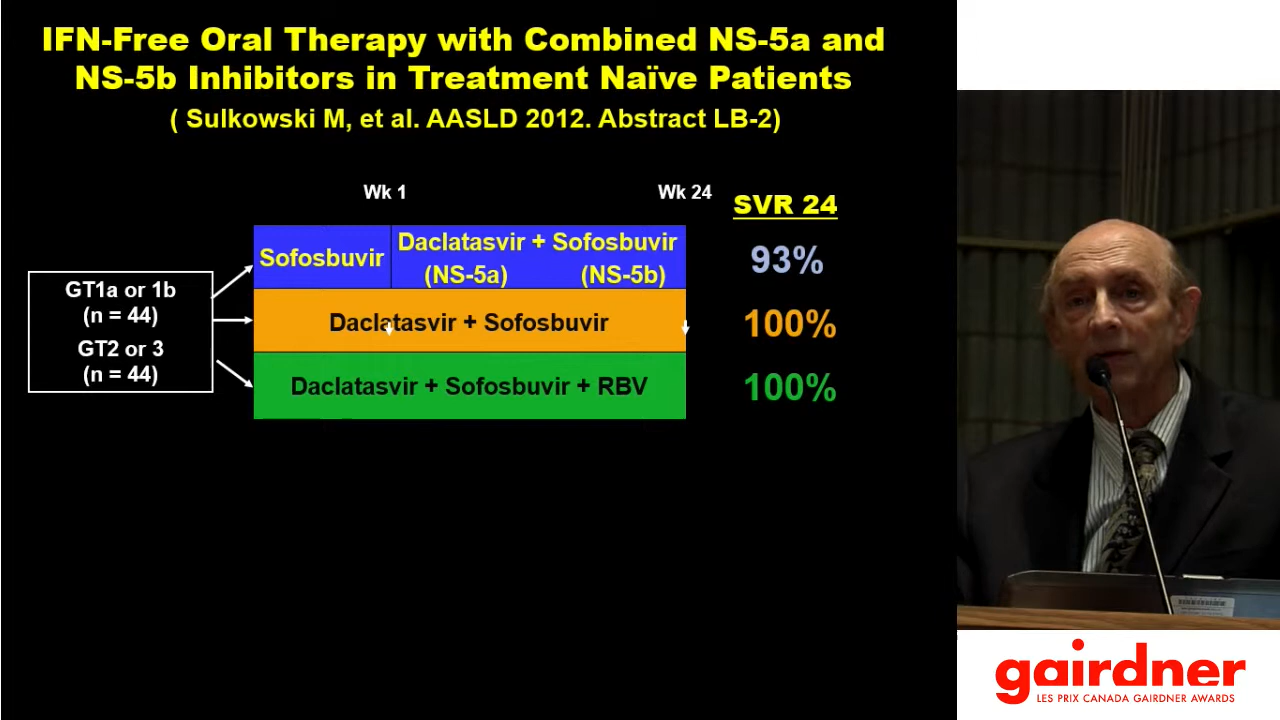 IFN-Free Oral Therapy with Combined NS-5a and
NS-5b Inhibitors in Treatment Naïve Patients
( Sulkowski M, et al. AASLD 2012. Abstract LB-2)
Wk 1
Wk 24
SVR 24
GT1a or 1b
(n = 44)
GT2 or 3
(n = 44)
Sofosbuvir
Daclatasvir + Sofosbuvir
(NS-5a) (NS-5b)
93%
Daclatasvir + Sofosbuvir
100%
Daclatasvir + Sofosbuvir + RBV
100%
gairdner
LES PRIX CANADA GAIRDNER AWARDS